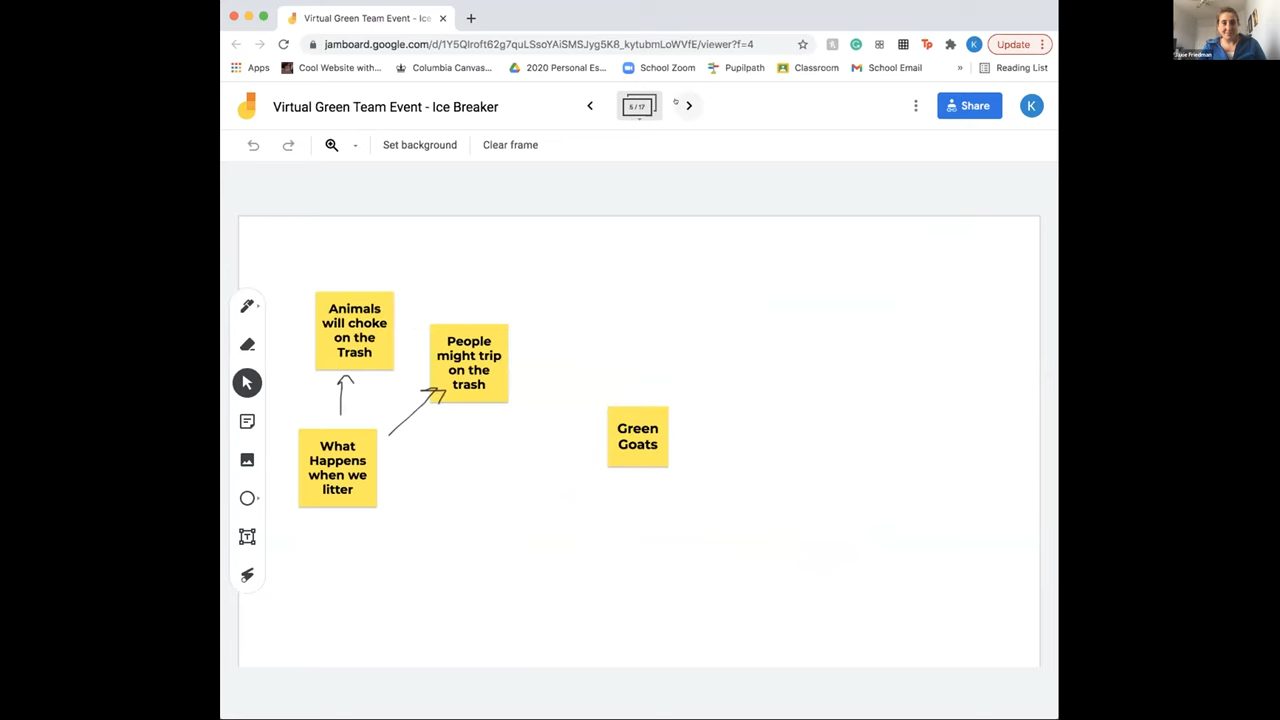 Virtual Green Team Event - Ice
jamboard.google.com/d/1Y5QIroft62g7quLSsoYAiSMSJyg5K8_kytubmLoWVfE/viewer?f=4
K
Update
Apps
Cool Website with...
Columbia Canvas...
2020 Personal Es...
School Zoom
Pupilpath
Classroom
School Email
»
Reading List
Virtual Green Team Event - Ice Breaker
5 / 17
Share
K
Set background
Clear frame
Animals
will choke
on the
Trash
People
might trip
on the
trash
What
Happens
when we
litter
Green
Goats
Friedman